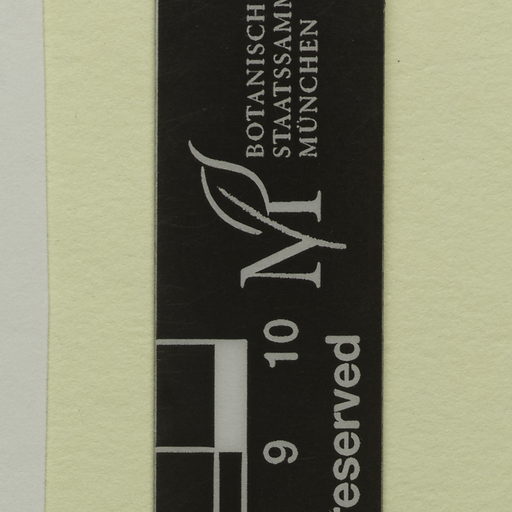 BOTANISCH
STAATSSAMM
MÜNCHEN
M
9 10
reserved